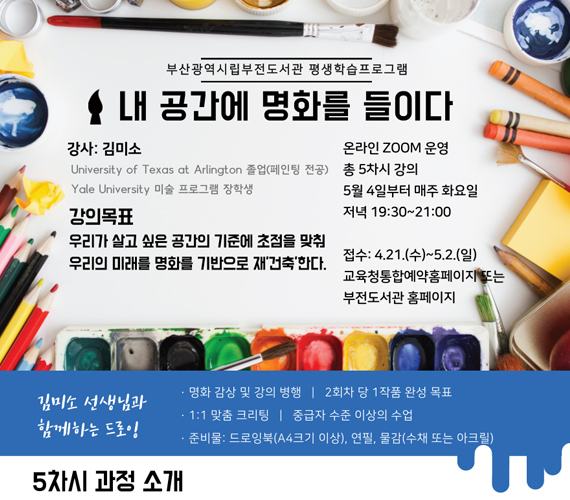 부산광역시립부전도서관 평생학습프로그램
내 공간에 명화를 들이다
강사: 김미소
University of Texas at Arlington 졸업(페인팅 전공)
Yale University 미술 프로그램 장학생
강의목표
우리가 살고 싶은 공간의 기준에 초점을 맞춰
우리의 미래를 명화를 기반으로 재'건축'한다.
온라인 ZOOM 운영
총 5차시 강의
5월 4일부터 매주 화요일
저녁 19:30~21:00
접수: 4.21.(수)~5.2.(일)
교육청통합예약홈페이지 또는
부전도서관 홈페이지
김미소 선생님과
함께하는 드로잉
· 명화 감상 및 강의 병행 | 2회차 당 1작품 완성 목표
· 1:1 맞춤 크리팅 | 중급자 수준 이상의 수업
· 준비물: 드로잉북(A4크기 이상), 연필, 물감(수채 또는 아크릴)
5차시 과정 소개